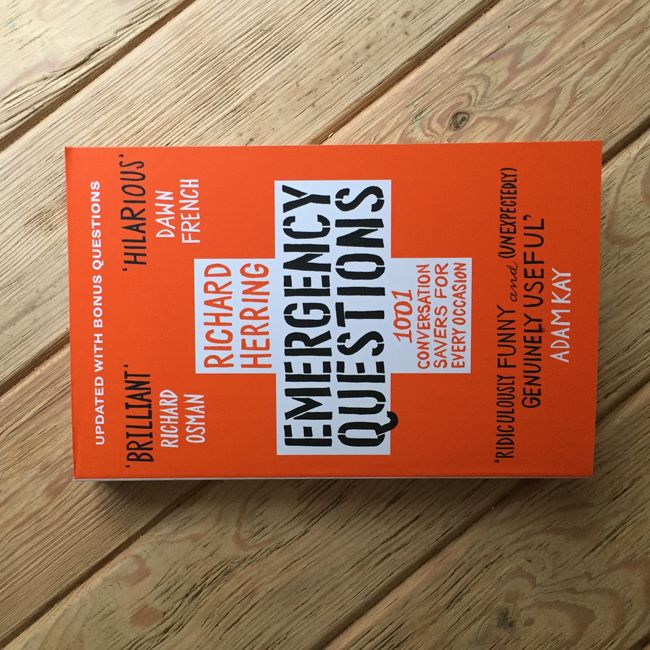 UPDATED WITH BONUS QUESTIONS
'BRILLIANT'
RICHARD
OSMAN
'HILARIOUS'
DAWN
FRENCH
RICHARD
HERRING
EMERGENCY
QUESTIONS
1001
CONVERSATION
SAVERS FOR
EVERY OCCASION
'RIDICULOUSLY FUNNY and (UNEXPECTEDLY)
GENUINELY USEFUL'
ADAM KAY